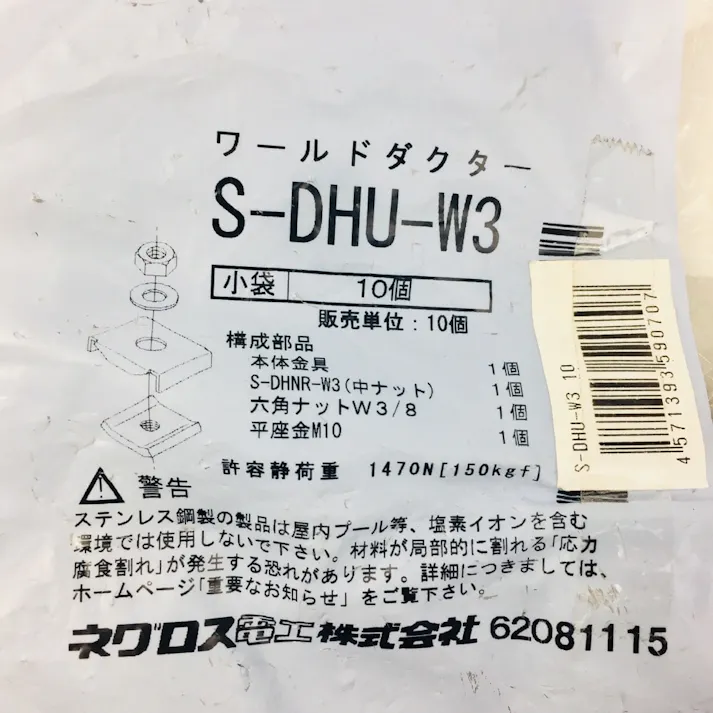 ワールドダクター
S-DHU-W3
小袋 10個
販売単位：10個
構成部品
本体金具 1個
S-DHNR-W3(中ナット) 1個
六角ナットW3/8 1個
平座金M10 1個
許容静荷重 1470N[150kgf]
警告
ステンレス鋼製の製品は屋内プール等、塩素イオンを含む
環境では使用しないで下さい。材料が局部的に割れる「応力
腐食割れ」が発生する恐れがあります。詳細につきましては、
ホームページ「重要なお知らせ」をご覧下さい。
ネグロス電工株式会社 62081115
S-DHU-W3 10
4571393590707